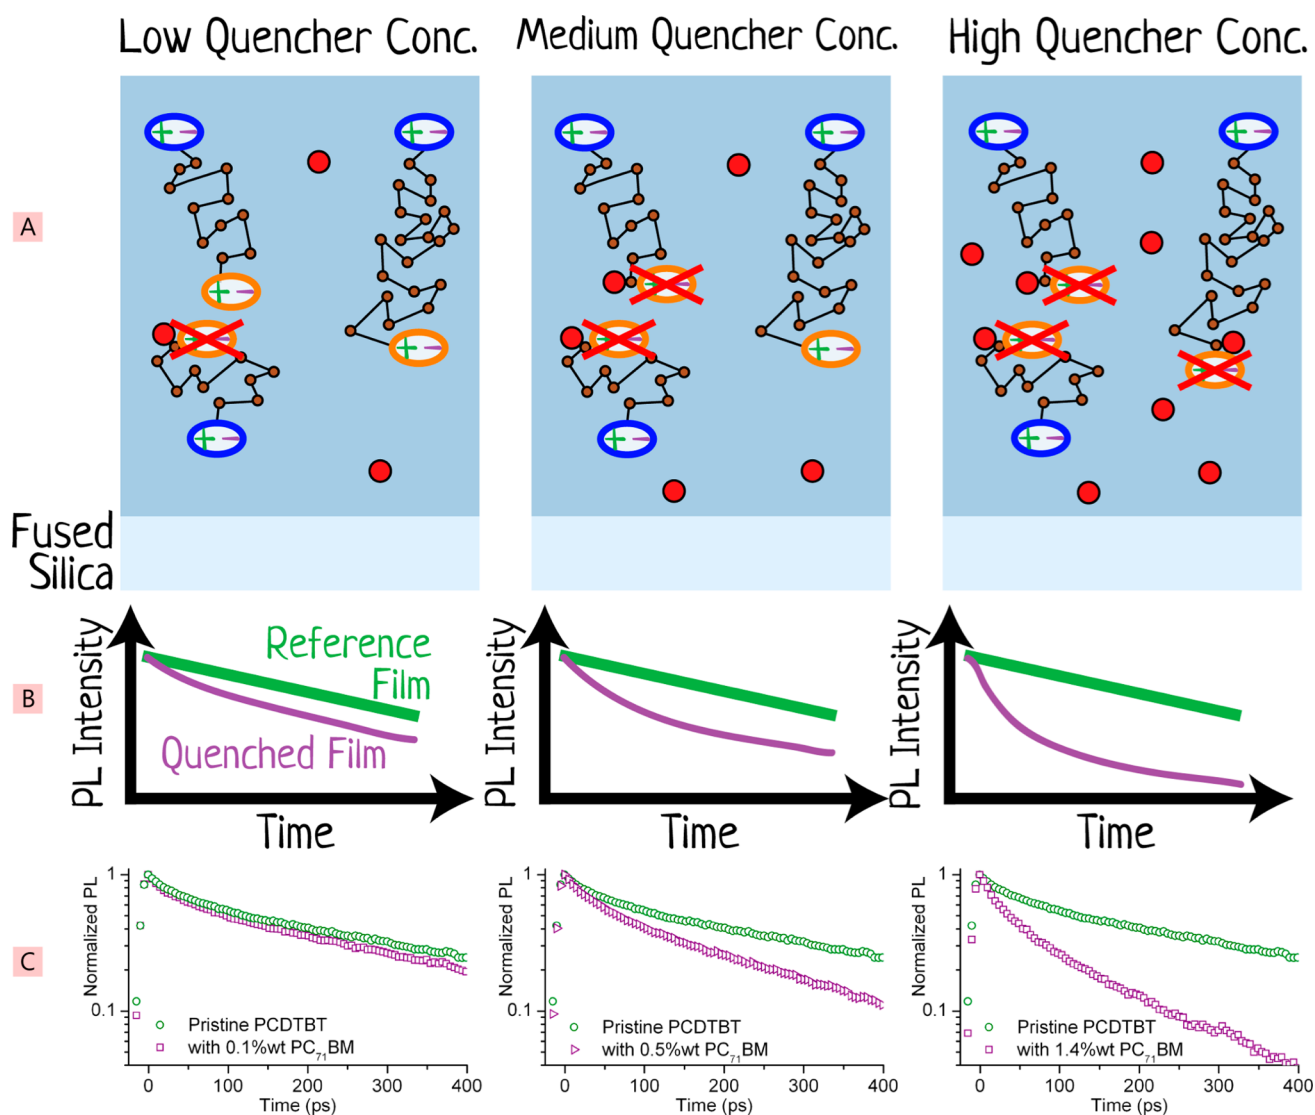 Low Quencher Conc.
Medium Quencher Conc.
High Quencher Conc.
A
Fused
Silica
B
PL Intensity
Reference
Film
Quenched Film
Time
PL Intensity
Time
PL Intensity
Time
C
Normalized PL
1
0.1
Pristine PCDTBT
with 0.1%wt PC₇₁BM
0 100 200 300 400
Time (ps)
Normalized PL
1
0.1
Pristine PCDTBT
with 0.5%wt PC₇₁BM
0 100 200 300 400
Time (ps)
Normalized PL
1
0.1
Pristine PCDTBT
with 1.4%wt PC₇₁BM
0 100 200 300 400
Time (ps)